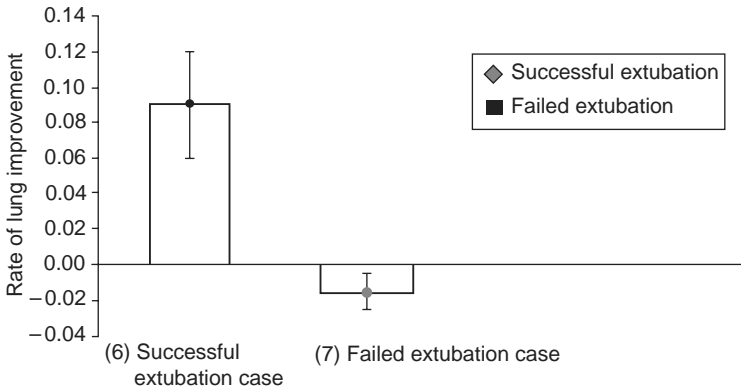 Rate of lung improvement
0.14
0.12
0.10
0.08
0.06
0.04
0.02
0.00
−0.02
−0.04
Successful extubation
Failed extubation
(6) Successful
extubation case
(7) Failed extubation case